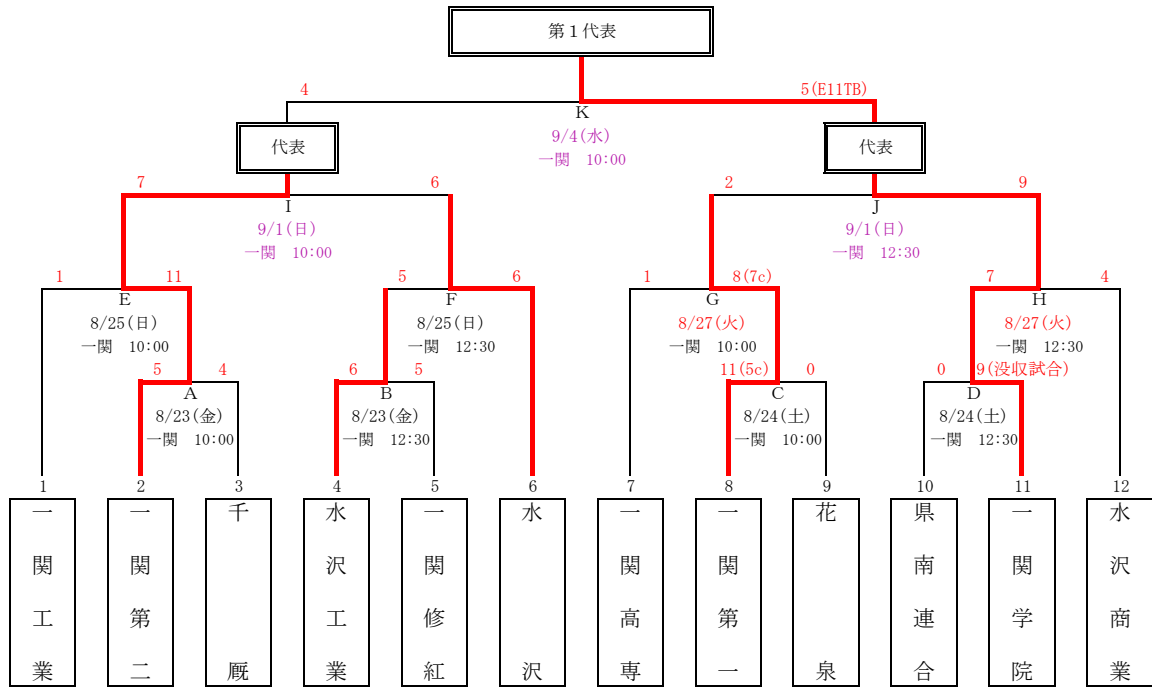 第１代表
4
5(E11TB)
K
9/4(水)
一関　10:00
代表
代表
7
6
2
9
I
J
9/1(日)
一関　10:00
9/1(日)
一関　12:30
1
11
5
6
1
8(7c)
7
4
E
F
G
H
8/25(日)
一関　10:00
8/25(日)
一関　12:30
8/27(火)
一関　10:00
8/27(火)
一関　12:30
5
4
6
5
11(5c)
0
0
9(没収試合)
A
B
C
D
8/23(金)
一関　10:00
8/23(金)
一関　12:30
8/24(土)
一関　10:00
8/24(土)
一関　12:30
1
2
3
4
5
6
7
8
9
10
11
12
一関工業
一関第二
千厩
水沢工業
一関修紅
水沢
一関高専
一関第一
花泉
県南連合
一関学院
水沢商業